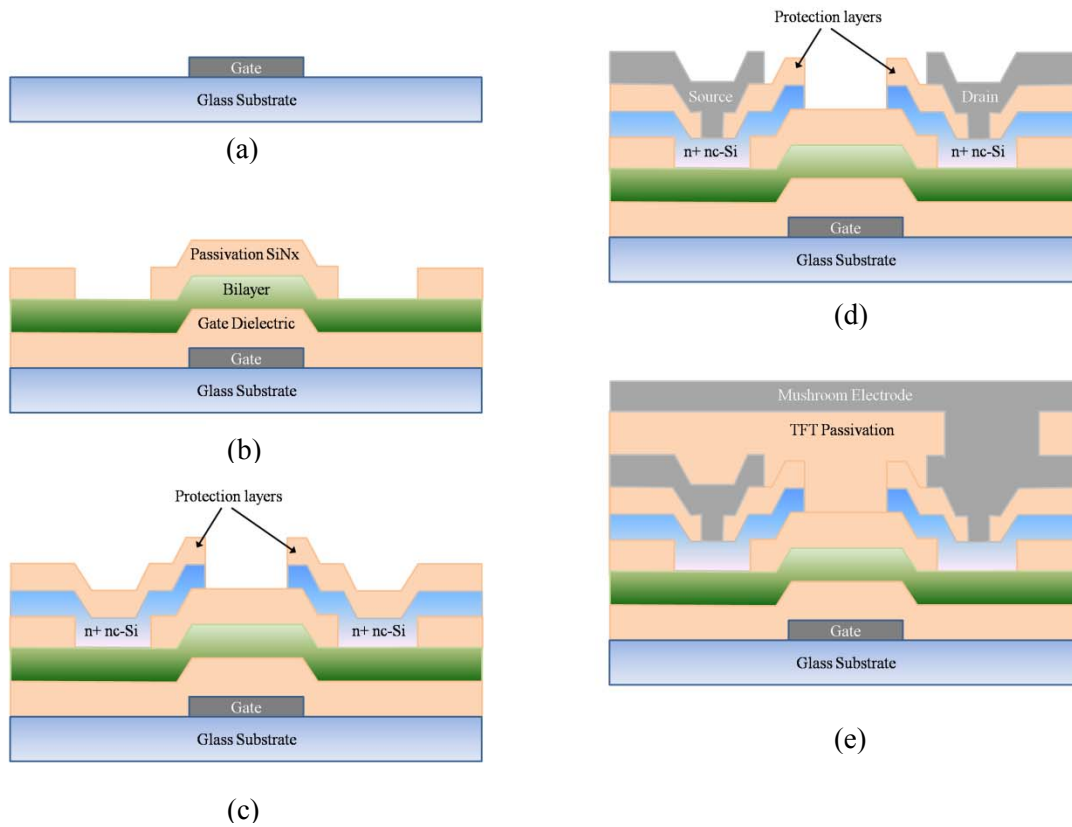 Gate
Glass Substrate
(a)
Passivation SiNx
Bilayer
Gate Dielectric
Gate
Glass Substrate
(b)
Protection layers
n+ nc-Si n+ nc-Si
Gate
Glass Substrate
(c)
Protection layers
Source Drain
n+ nc-Si n+ nc-Si
Gate
Glass Substrate
(d)
Mushroom Electrode
TFT Passivation
Gate
Glass Substrate
(e)